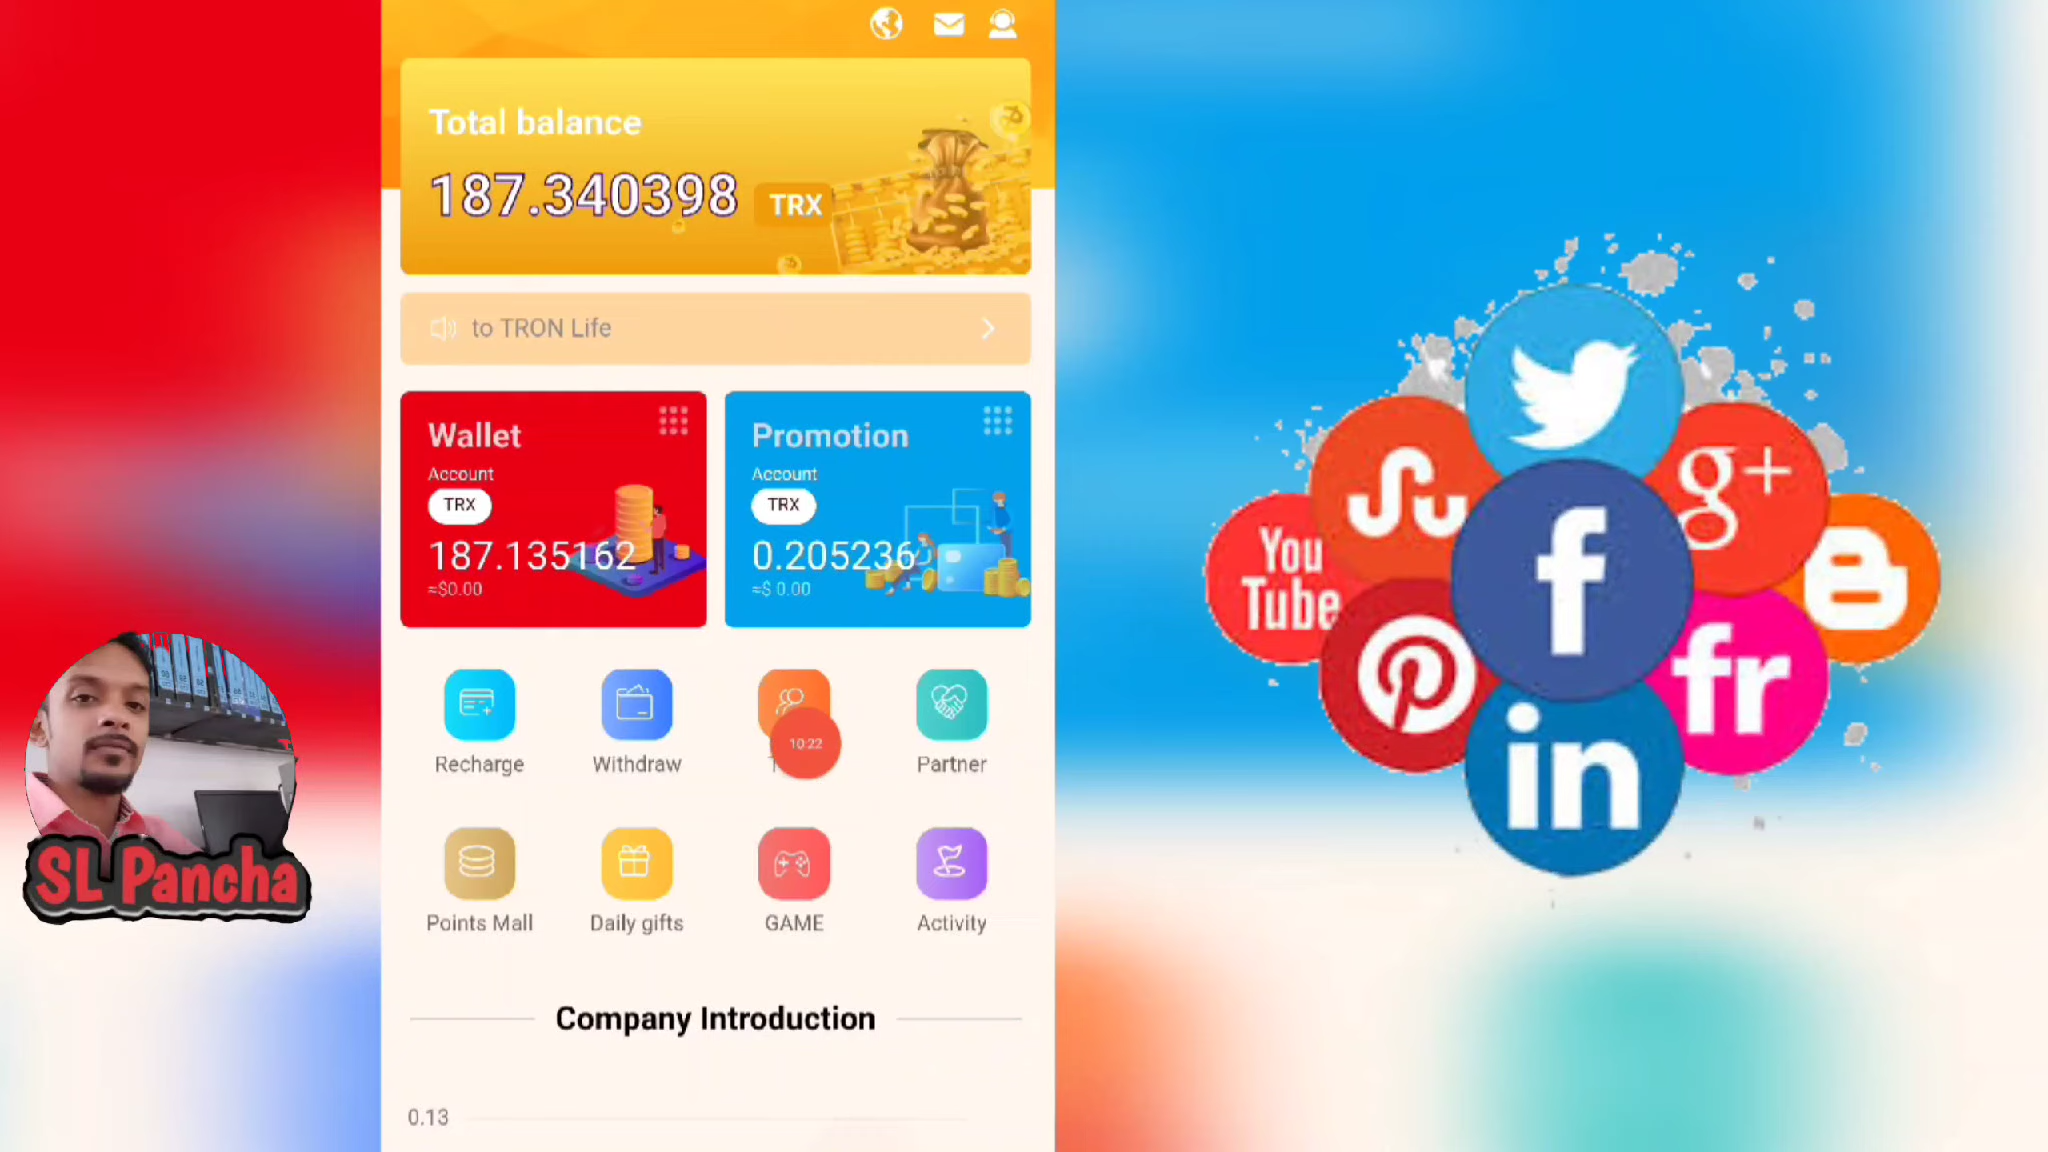 Total balance
187.340398 TRX
to TRON Life
Wallet
Account
TRX
187.135162
≈$0.00
Promotion
Account
TRX
0.205236
≈$ 0.00
10:22
Recharge
Withdraw
Partner
Points Mall
Daily gifts
GAME
Activity
Company Introduction
0.13
SL Pancha
You
Tube
g+
f
fr
in